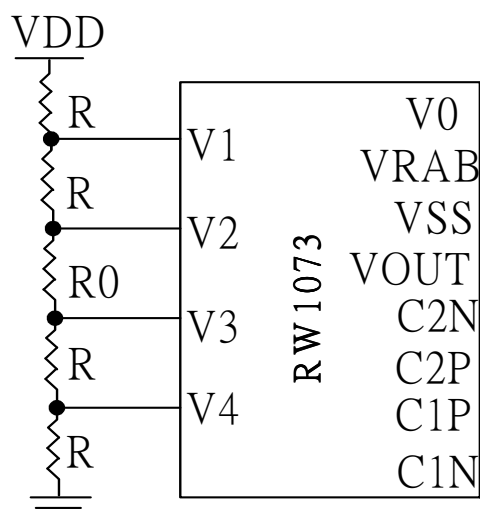 VDD
R
R
R0
R
R
V1
V2
V3
V4
RW1073
V0
VRAB
VSS
VOUT
C2N
C2P
C1P
C1N